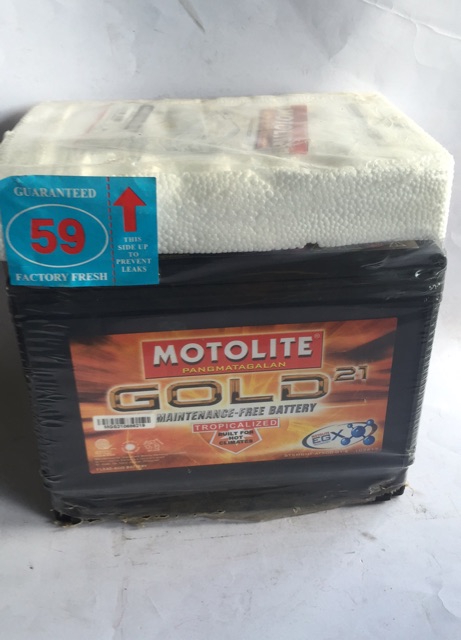 GUARANTEED
59
FACTORY FRESH
THIS
SIDE UP
TO
PREVENT
LEAKS
MOTOLITE
PANGMATAGALAN
GOLD 21
MAINTENANCE-FREE BATTERY
TROPICALIZED
BUILT FOR
HOT
CLIMATES
EGX